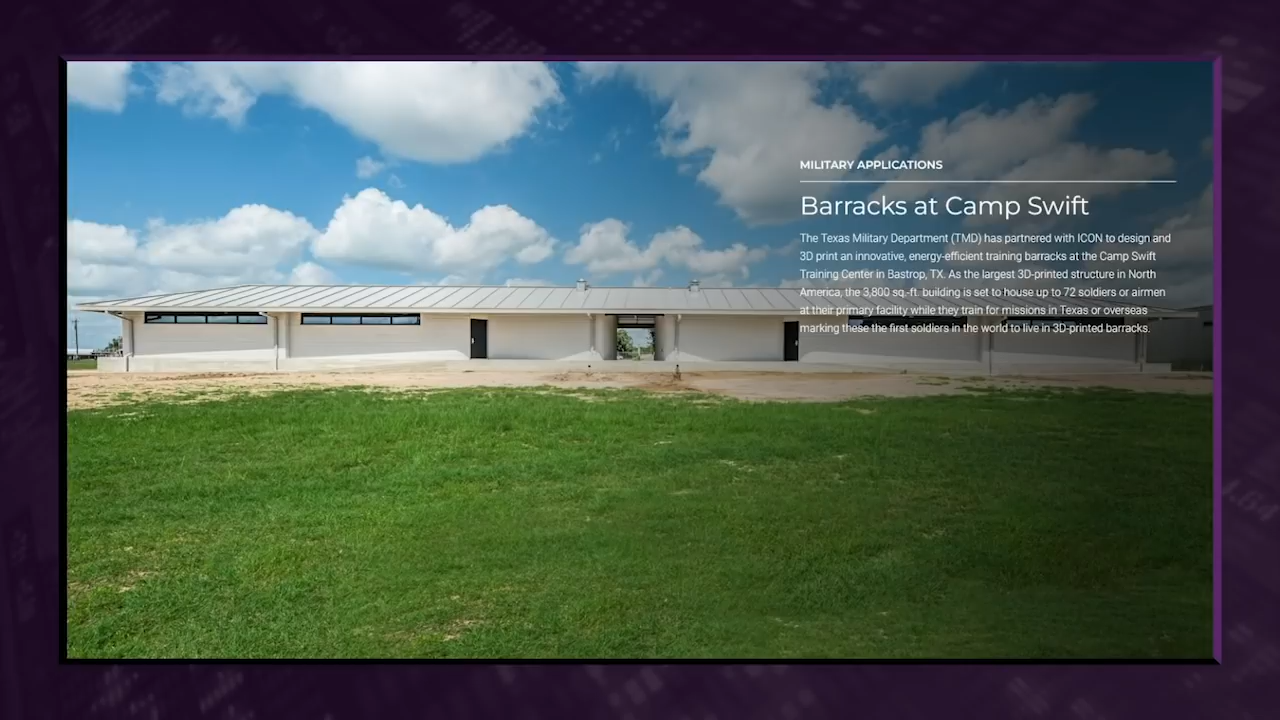 MILITARY APPLICATIONS
Barracks at Camp Swift
The Texas Military Department (TMD) has partnered with ICON to design and
3D print an innovative, energy-efficient training barracks at the Camp Swift
Training Center in Bastrop, TX. As the largest 3D-printed structure in North
America, the 3,800 sq.-ft. building is set to house up to 72 soldiers or airmen
at their primary facility while they train for missions in Texas or overseas
marking these the first soldiers in the world to live in 3D-printed barracks.